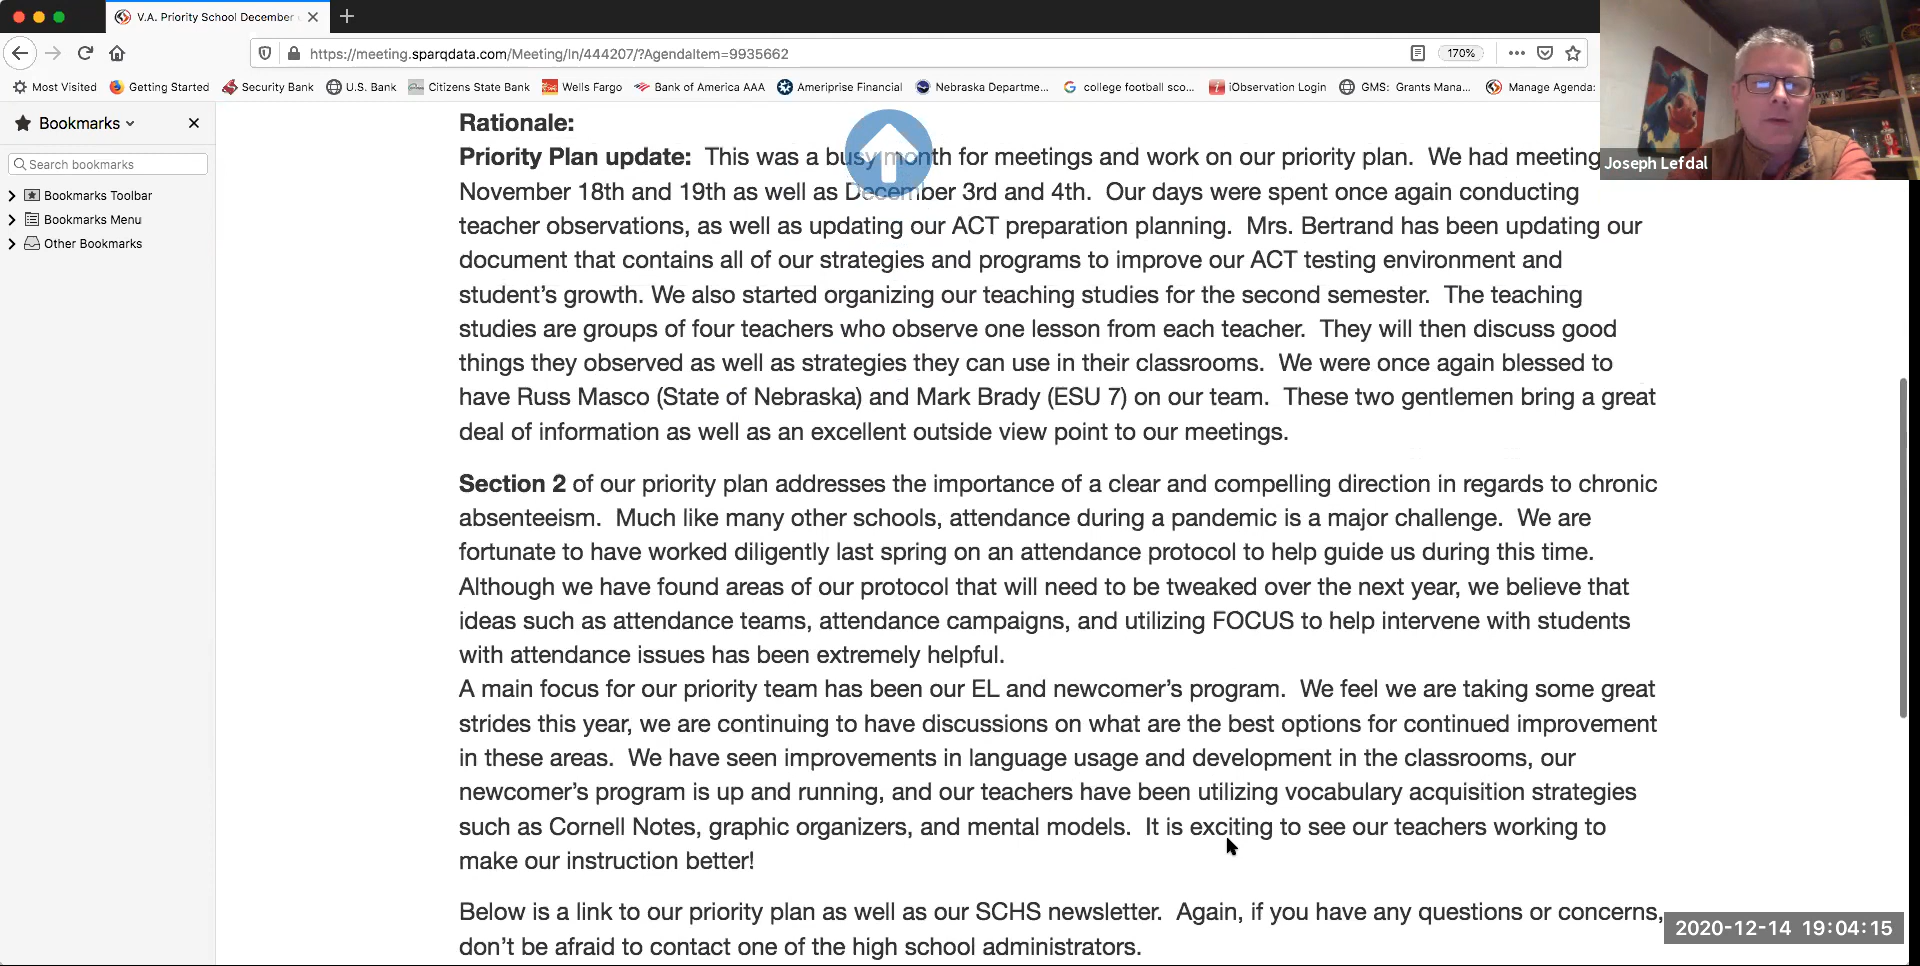 V.A. Priority School December
https://meeting.sparqdata.com/Meeting/In/444207/?AgendaItem=9935662
170%
Most Visited
Getting Started
Security Bank
U.S. Bank
Citizens State Bank
Wells Fargo
Bank of America AAA
Ameriprise Financial
Nebraska Departme...
college football sco...
iObservation Login
GMS: Grants Mana...
Manage Agenda:
Bookmarks
Search bookmarks
Bookmarks Toolbar
Bookmarks Menu
Other Bookmarks
Joseph Lefdal
Rationale:
Priority Plan update: This was a busy month for meetings and work on our priority plan. We had meeting
November 18th and 19th as well as December 3rd and 4th. Our days were spent once again conducting
teacher observations, as well as updating our ACT preparation planning. Mrs. Bertrand has been updating our
document that contains all of our strategies and programs to improve our ACT testing environment and
student’s growth. We also started organizing our teaching studies for the second semester. The teaching
studies are groups of four teachers who observe one lesson from each teacher. They will then discuss good
things they observed as well as strategies they can use in their classrooms. We were once again blessed to
have Russ Masco (State of Nebraska) and Mark Brady (ESU 7) on our team. These two gentlemen bring a great
deal of information as well as an excellent outside view point to our meetings.
Section 2 of our priority plan addresses the importance of a clear and compelling direction in regards to chronic
absenteeism. Much like many other schools, attendance during a pandemic is a major challenge. We are
fortunate to have worked diligently last spring on an attendance protocol to help guide us during this time.
Although we have found areas of our protocol that will need to be tweaked over the next year, we believe that
ideas such as attendance teams, attendance campaigns, and utilizing FOCUS to help intervene with students
with attendance issues has been extremely helpful.
A main focus for our priority team has been our EL and newcomer’s program. We feel we are taking some great
strides this year, we are continuing to have discussions on what are the best options for continued improvement
in these areas. We have seen improvements in language usage and development in the classrooms, our
newcomer’s program is up and running, and our teachers have been utilizing vocabulary acquisition strategies
such as Cornell Notes, graphic organizers, and mental models. It is exciting to see our teachers working to
make our instruction better!
Below is a link to our priority plan as well as our SCHS newsletter. Again, if you have any questions or concerns,
don’t be afraid to contact one of the high school administrators.
2020-12-14 19:04:15